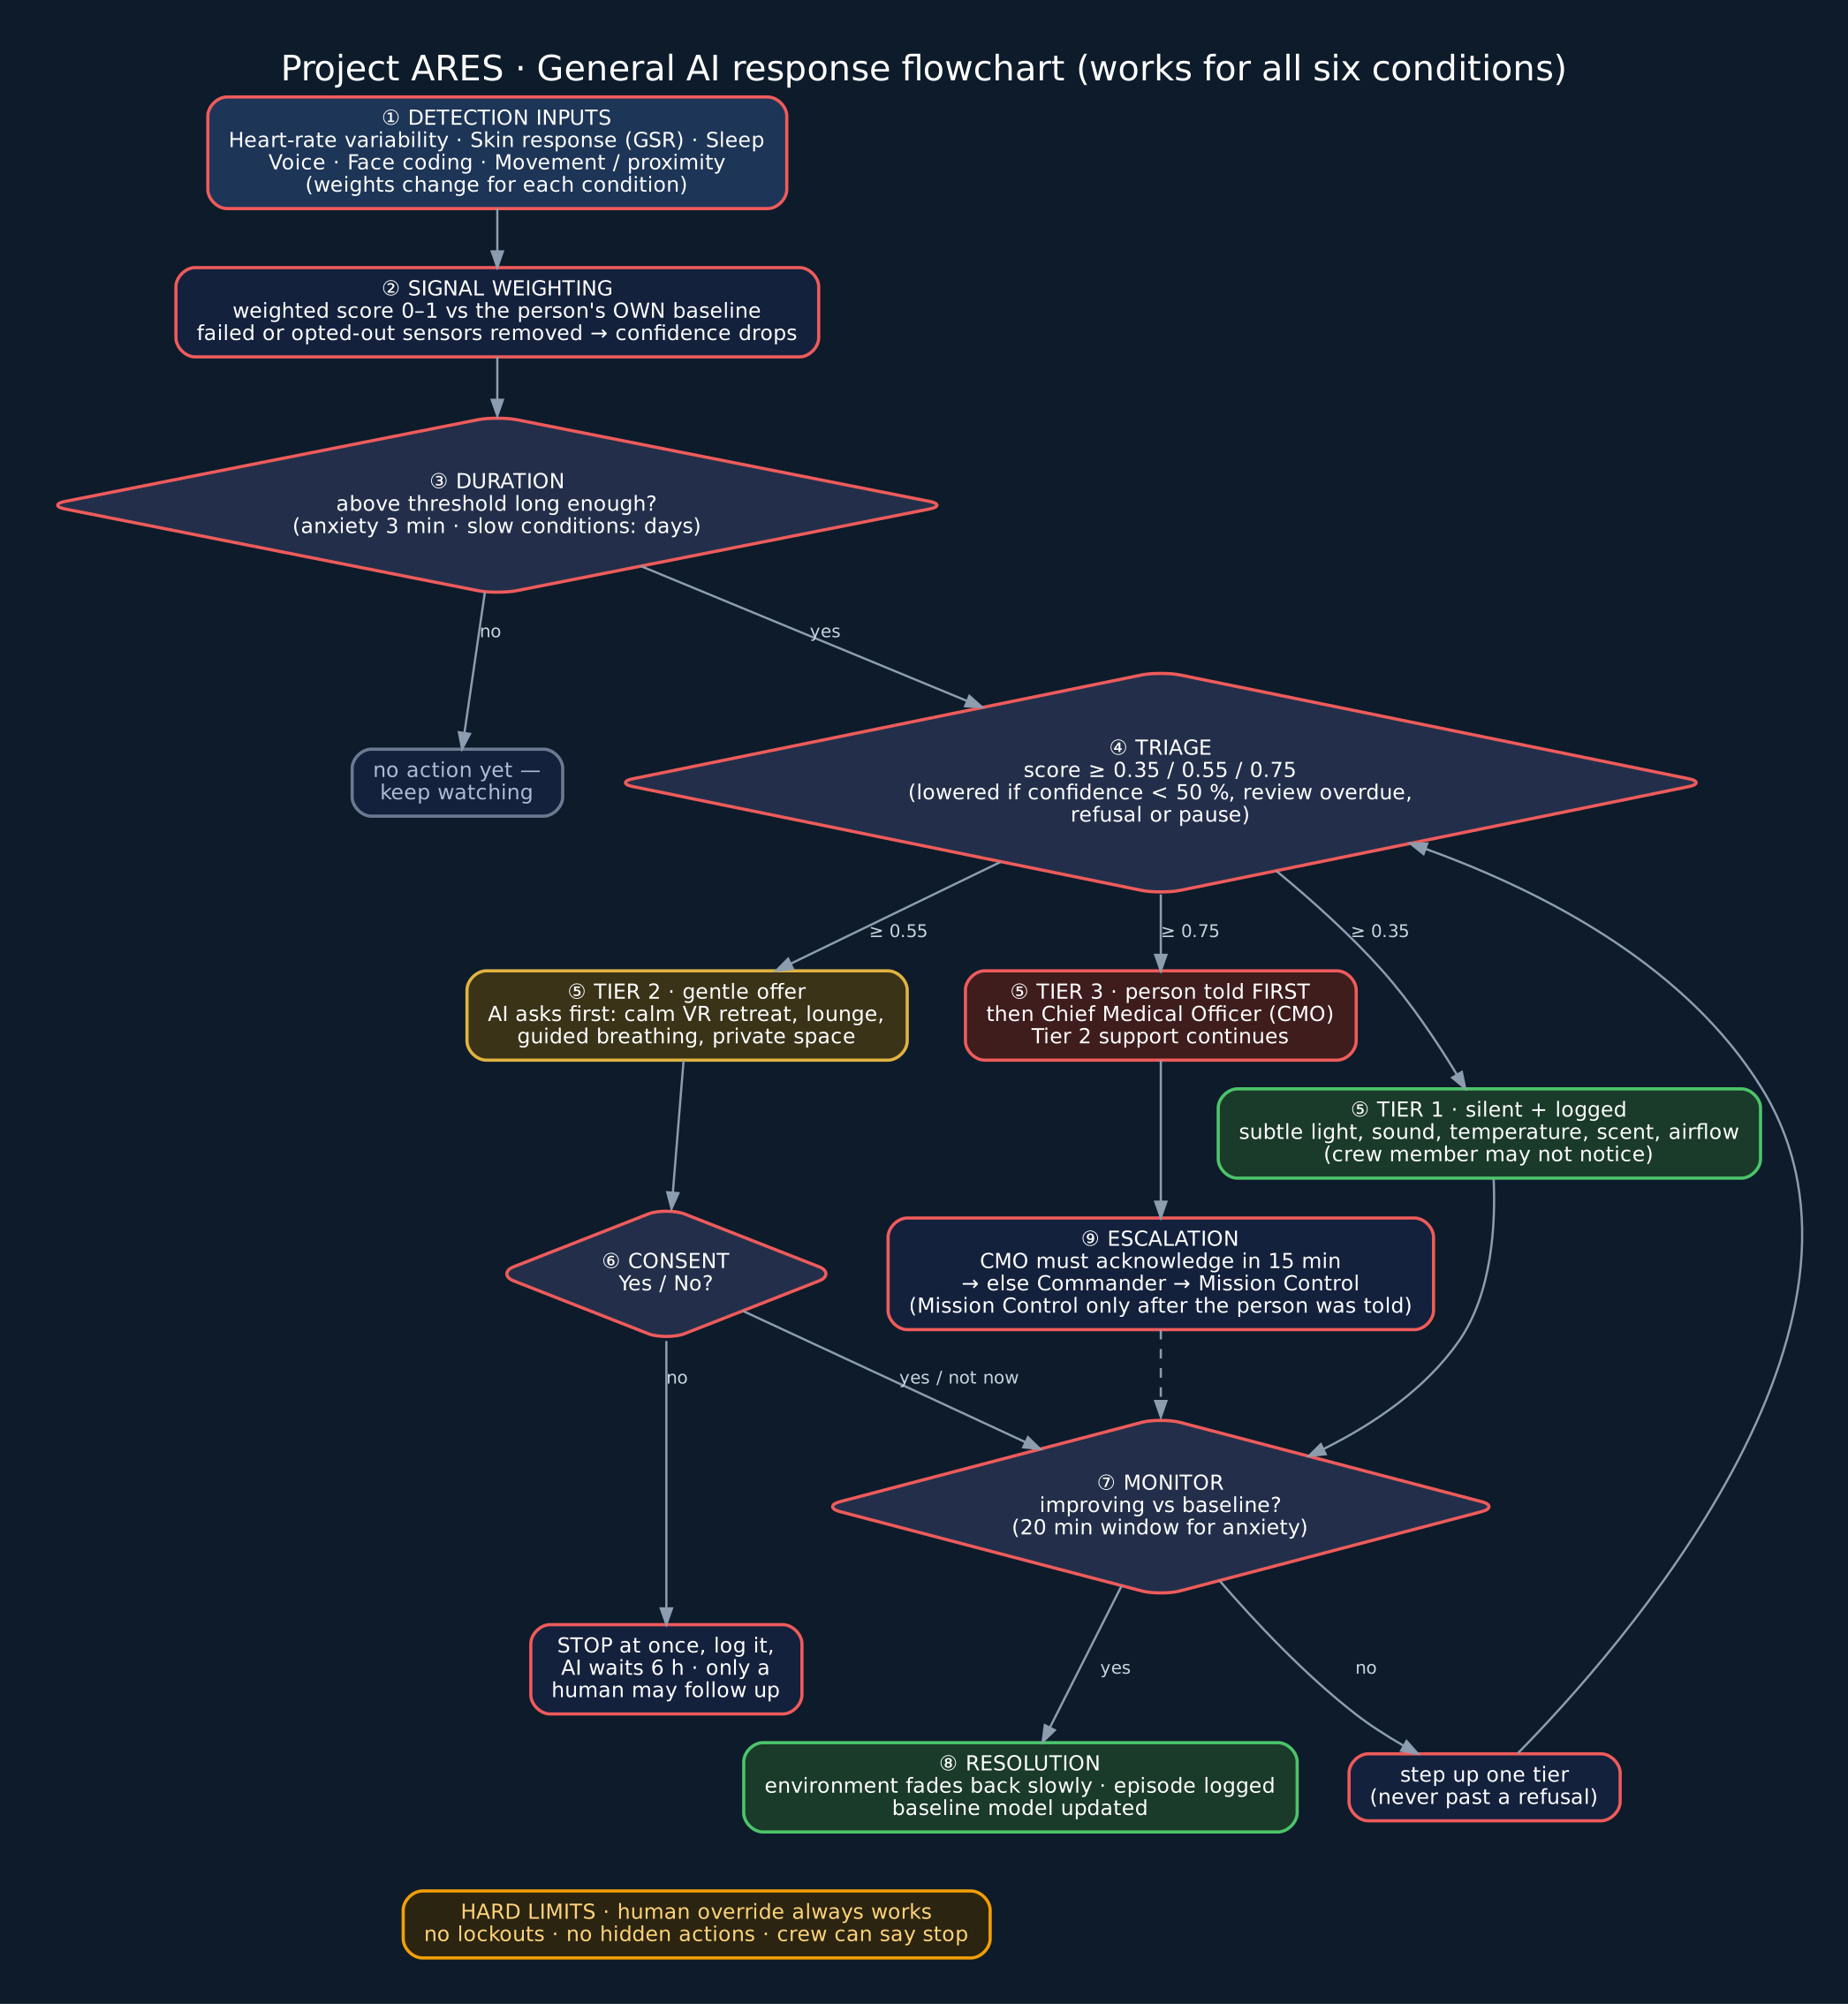 Project ARES · General AI response flowchart (works for all six conditions)
① DETECTION INPUTS
Heart-rate variability · Skin response (GSR) · Sleep
Voice · Face coding · Movement / proximity
(weights change for each condition)
② SIGNAL WEIGHTING
weighted score 0–1 vs the person's OWN baseline
failed or opted-out sensors removed → confidence drops
③ DURATION
above threshold long enough?
(anxiety 3 min · slow conditions: days)
no
yes
no action yet —
keep watching
④ TRIAGE
score ≥ 0.35 / 0.55 / 0.75
(lowered if confidence < 50 %, review overdue,
refusal or pause)
≥ 0.55
≥ 0.75
≥ 0.35
⑤ TIER 2 · gentle offer
AI asks first: calm VR retreat, lounge,
guided breathing, private space
⑤ TIER 3 · person told FIRST
then Chief Medical Officer (CMO)
Tier 2 support continues
⑤ TIER 1 · silent + logged
subtle light, sound, temperature, scent, airflow
(crew member may not notice)
⑥ CONSENT
Yes / No?
⑨ ESCALATION
CMO must acknowledge in 15 min
→ else Commander → Mission Control
(Mission Control only after the person was told)
no
yes / not now
⑦ MONITOR
improving vs baseline?
(20 min window for anxiety)
STOP at once, log it,
AI waits 6 h · only a
human may follow up
yes
no
⑧ RESOLUTION
environment fades back slowly · episode logged
baseline model updated
step up one tier
(never past a refusal)
HARD LIMITS · human override always works
no lockouts · no hidden actions · crew can say stop